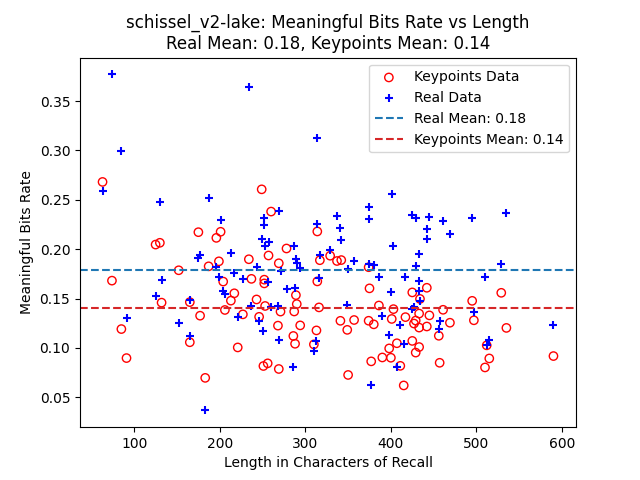 schissel_v2-lake: Meaningful Bits Rate vs Length
Real Mean: 0.18, Keypoints Mean: 0.14
Keypoints Data
Real Data
Real Mean: 0.18
Keypoints Mean: 0.14
Meaningful Bits Rate
0.35
0.30
0.25
0.20
0.15
0.10
0.05
100 200 300 400 500 600
Length in Characters of Recall